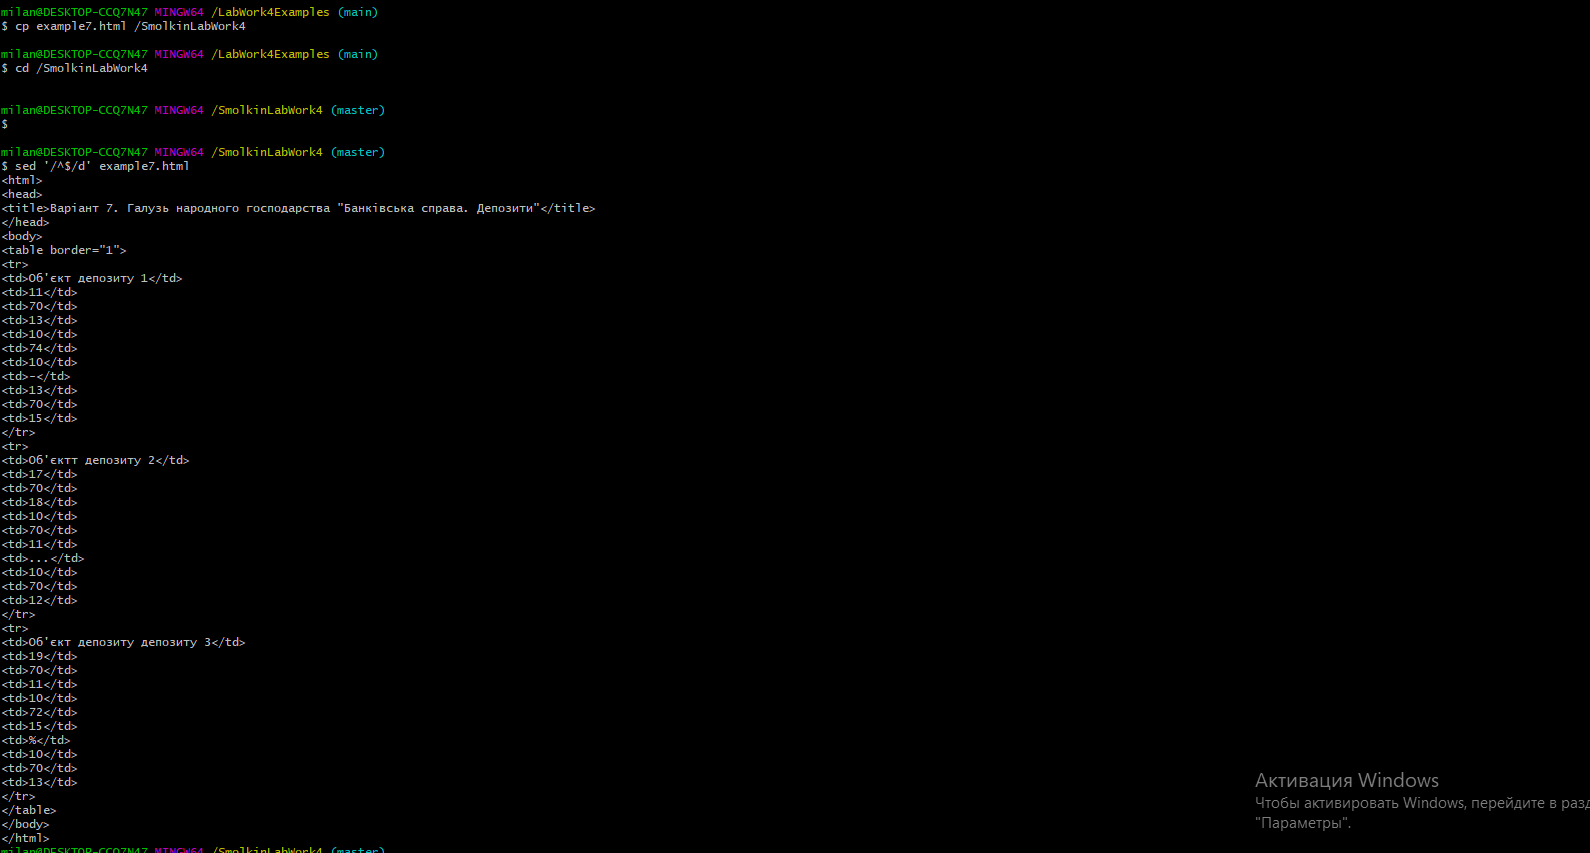 milan@DESKTOP-CCQ7N47 MINGW64 /LabWork4Examples (main)
$ cp example7.html /SmolkinLabWork4
milan@DESKTOP-CCQ7N47 MINGW64 /LabWork4Examples (main)
$ cd /SmolkinLabWork4
milan@DESKTOP-CCQ7N47 MINGW64 /SmolkinLabWork4 (master)
$
milan@DESKTOP-CCQ7N47 MINGW64 /SmolkinLabWork4 (master)
$ sed '/^$/d' example7.html
<html>
<head>
<title>Варіант 7. Галузь народного господарства "Банківська справа. Депозити"</title>
</head>
<body>
<table border="1">
<tr>
<td>Об'єкт депозиту 1</td>
<td>11</td>
<td>70</td>
<td>13</td>
<td>10</td>
<td>74</td>
<td>10</td>
<td>-</td>
<td>13</td>
<td>70</td>
<td>15</td>
</tr>
<tr>
<td>Об'єктт депозиту 2</td>
<td>17</td>
<td>70</td>
<td>18</td>
<td>10</td>
<td>70</td>
<td>11</td>
<td>...</td>
<td>10</td>
<td>70</td>
<td>12</td>
</tr>
<tr>
<td>Об'єкт депозиту депозиту 3</td>
<td>19</td>
<td>70</td>
<td>11</td>
<td>10</td>
<td>72</td>
<td>15</td>
<td>%</td>
<td>10</td>
<td>70</td>
<td>13</td>
</tr>
</table>
</body>
</html>
milan@DESKTOP-CCQ7N47 MINGW64 /SmolkinLabWork4 (master)
Активация Windows
Чтобы активировать Windows, перейдите в разд
"Параметры".